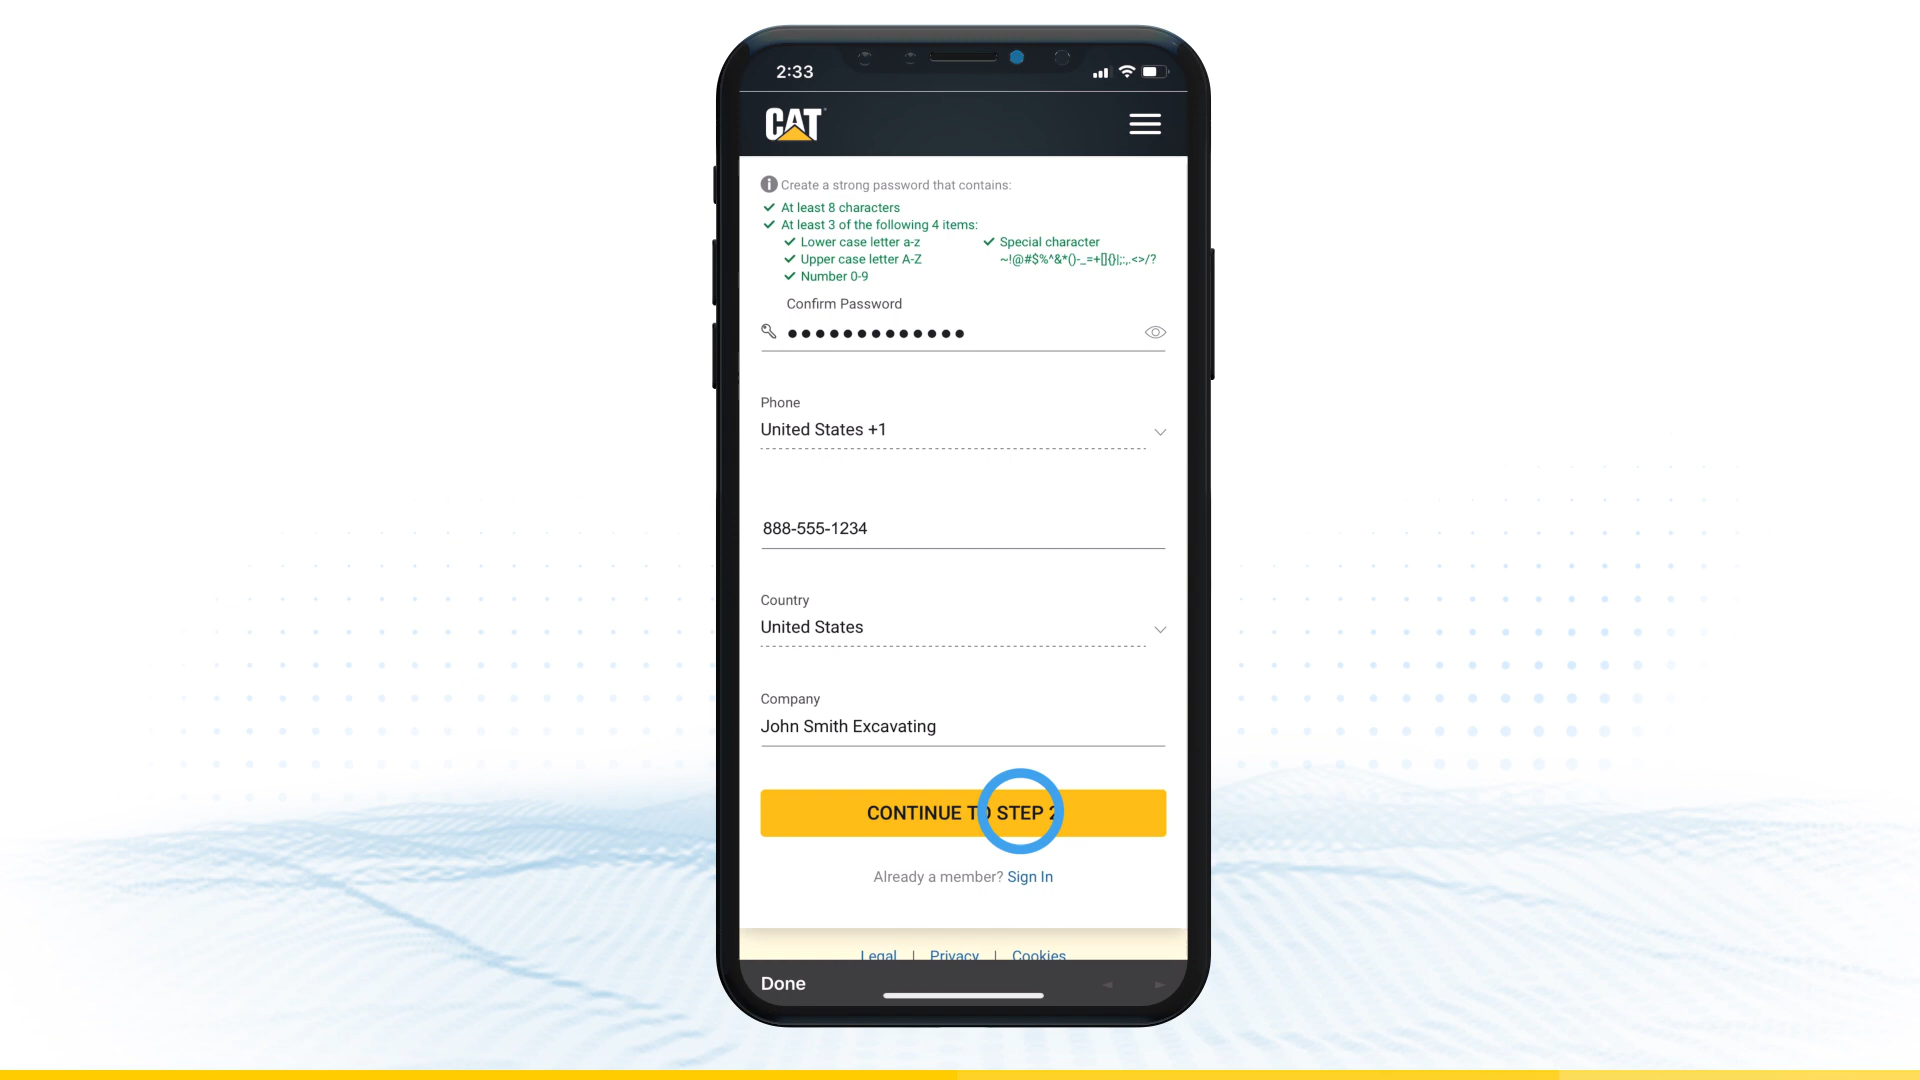 2:33
CAT
Create a strong password that contains:
At least 8 characters
At least 3 of the following 4 items:
Lower case letter a-z
Upper case letter A-Z
Number 0-9
Special character
~!@#$%^&*()-_=+[]{}|;:,.<>/?
Confirm Password
Phone
United States +1
888-555-1234
Country
United States
Company
John Smith Excavating
CONTINUE TO STEP 2
Already a member? Sign In
Legal | Privacy | Cookies
Done